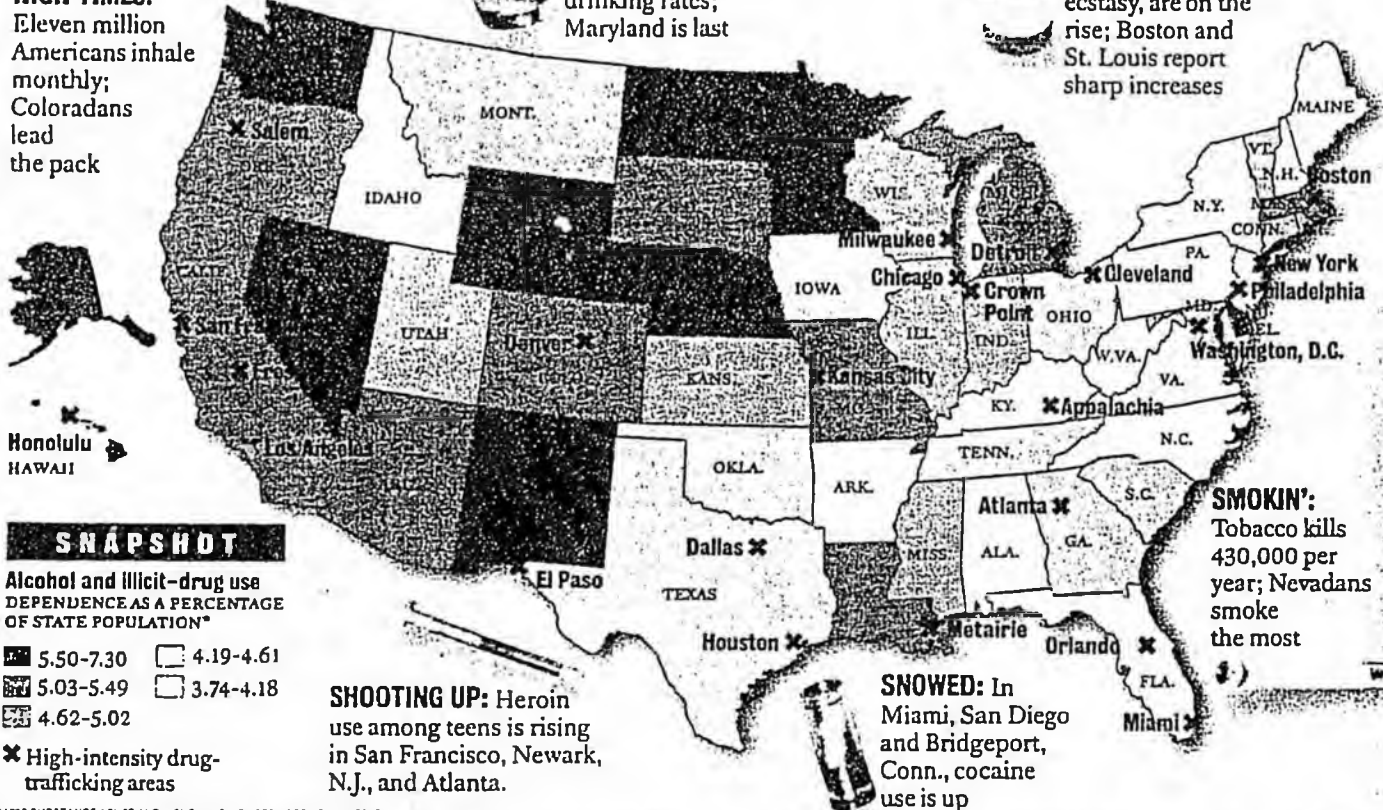 Eleven million
Americans inhale
monthly;
Coloradans
lead
the pack
drinking rates;
Maryland is last
ecstasy, are on the
rise; Boston and
St. Louis report
sharp increases
MAINE
MONT.
Salem
ORE.
VT.
N.H.
Boston
IDAHO
WIS.
MICH.
MASS.
N.Y.
CONN.
R.I.
Milwaukee
Detroit
PA.
New York
CALIF.
Chicago
Cleveland
IOWA
Crown
Point
Philadelphia
San Fra
UTAH
Denver
ILL.
IND.
OHIO
MD.
N.J.
DEL.
Washington, D.C.
W.VA.
Fre
KANS.
Kansas City
MO.
VA.
KY.
Appalachia
Honolulu
HAWAII
Los Angeles
ARIZ.
OKLA.
TENN.
N.C.
ARK.
S.C.
Atlanta
Dallas
MISS.
ALA.
GA.
El Paso
TEXAS
Houston
Metairie
Orlando
FLA.
Miami
SNAPSHOT
Alcohol and illicit-drug use
DEPENDENCE AS A PERCENTAGE
OF STATE POPULATION*
5.50-7.30
4.19-4.61
5.03-5.49
3.74-4.18
4.62-5.02
High-intensity drug-
trafficking areas
SHOOTING UP: Heroin
use among teens is rising
in San Francisco, Newark,
N.J., and Atlanta.
SNOWED: In
Miami, San Diego
and Bridgeport,
Conn., cocaine
use is up
SMOKIN':
Tobacco kills
430,000 per
year; Nevadans
smoke
the most